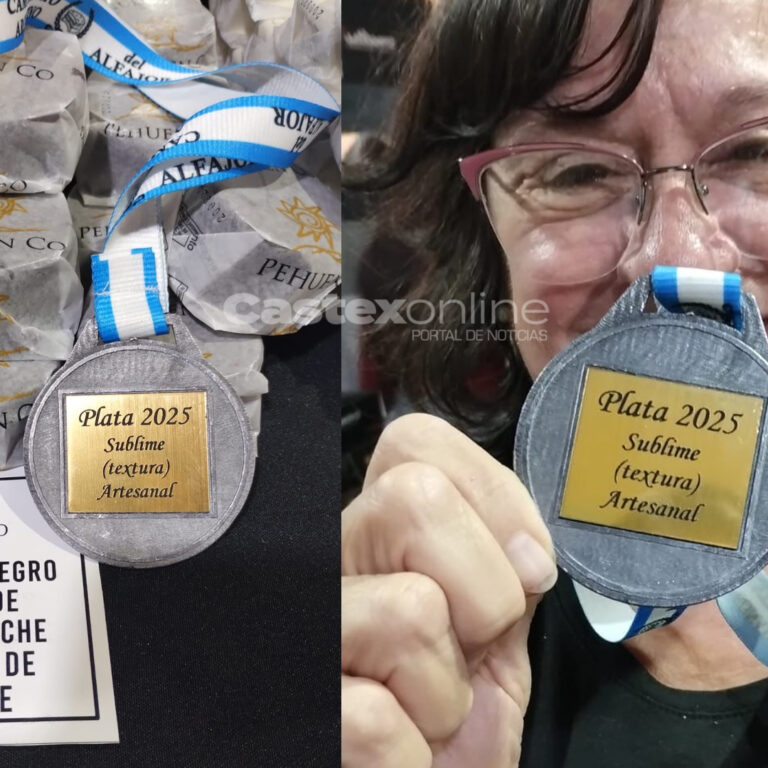 del
ALFAJOR
PEHUEN
PEHUEN
ALFAJOR
ALFAJOR
Plata 2025
Sublime
(textura)
Artesanal
EGRO
DE
CHE
DE
E
Castexonline
PORTAL DE NOTICIAS
Plata 2025
Sublime
(textura)
Artesanal